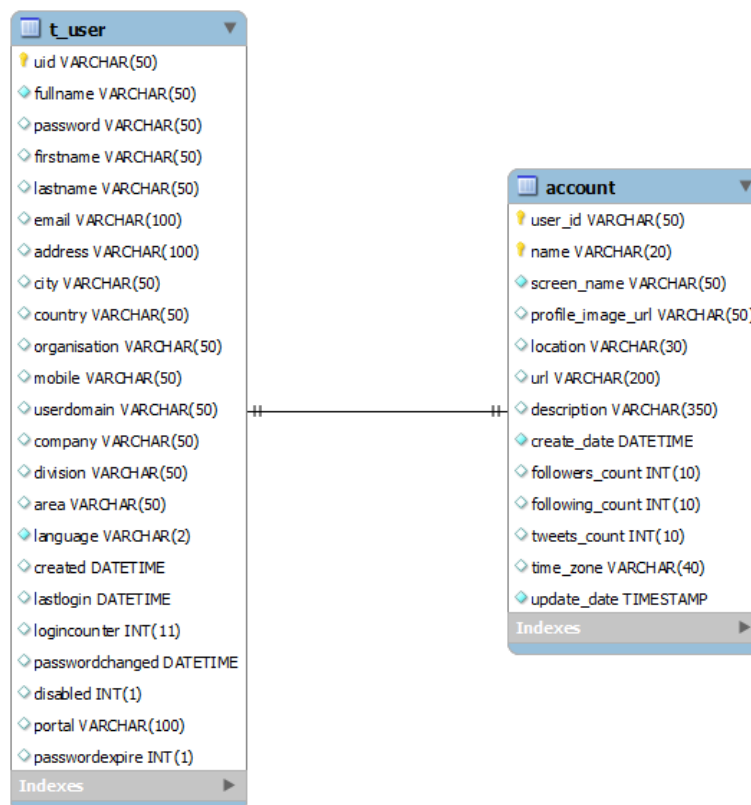 t_user
uid VARCHAR(50)
fullname VARCHAR(50)
password VARCHAR(50)
firstname VARCHAR(50)
lastname VARCHAR(50)
email VARCHAR(100)
address VARCHAR(100)
city VARCHAR(50)
country VARCHAR(50)
organisation VARCHAR(50)
mobile VARCHAR(50)
userdomain VARCHAR(50)
company VARCHAR(50)
division VARCHAR(50)
area VARCHAR(50)
language VARCHAR(2)
created DATETIME
lastlogin DATETIME
logincounter INT(11)
passwordchanged DATETIME
disabled INT(1)
portal VARCHAR(100)
passwordexpire INT(1)
Indexes
account
user_id VARCHAR(50)
name VARCHAR(20)
screen_name VARCHAR(50)
profile_image_url VARCHAR(50)
location VARCHAR(30)
url VARCHAR(200)
description VARCHAR(350)
create_date DATETIME
followers_count INT(10)
following_count INT(10)
tweets_count INT(10)
time_zone VARCHAR(40)
update_date TIMESTAMP
Indexes